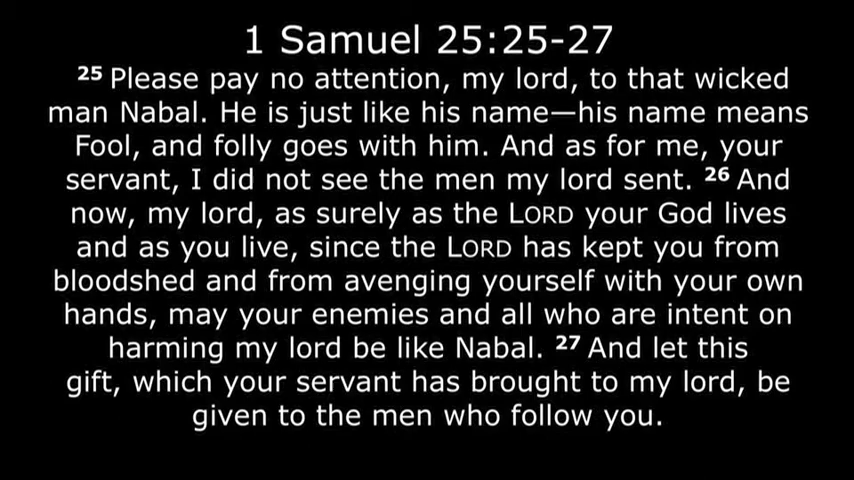 1 Samuel 25:25-27
25 Please pay no attention, my lord, to that wicked
man Nabal. He is just like his name—his name means
Fool, and folly goes with him. And as for me, your
servant, I did not see the men my lord sent. 26 And
now, my lord, as surely as the LORD your God lives
and as you live, since the LORD has kept you from
bloodshed and from avenging yourself with your own
hands, may your enemies and all who are intent on
harming my lord be like Nabal. 27 And let this
gift, which your servant has brought to my lord, be
given to the men who follow you.